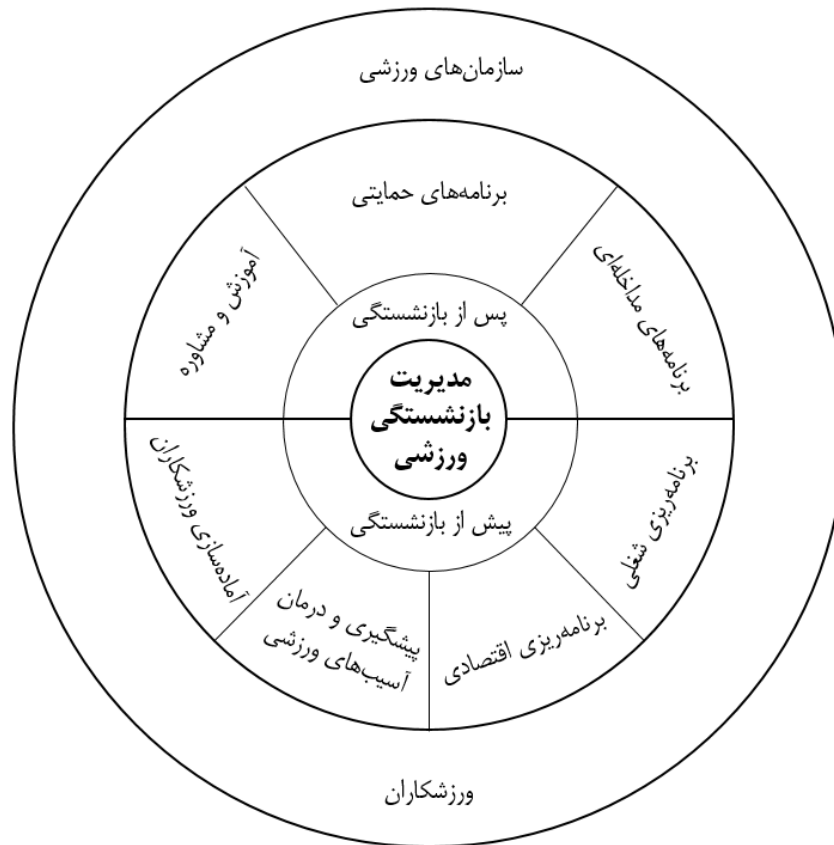 سازمان‌های ورزشی
برنامه‌های حمایتی
برنامه‌های مداخله‌ای
آموزش و مشاوره
پس از بازنشستگی
مدیریت
بازنشستگی
ورزشی
پیش از بازنشستگی
برنامه‌ریزی شغلی
آماده‌سازی ورزشکاران
پیشگیری و درمان
آسیب‌های ورزشی
برنامه‌ریزی اقتصادی
ورزشکاران